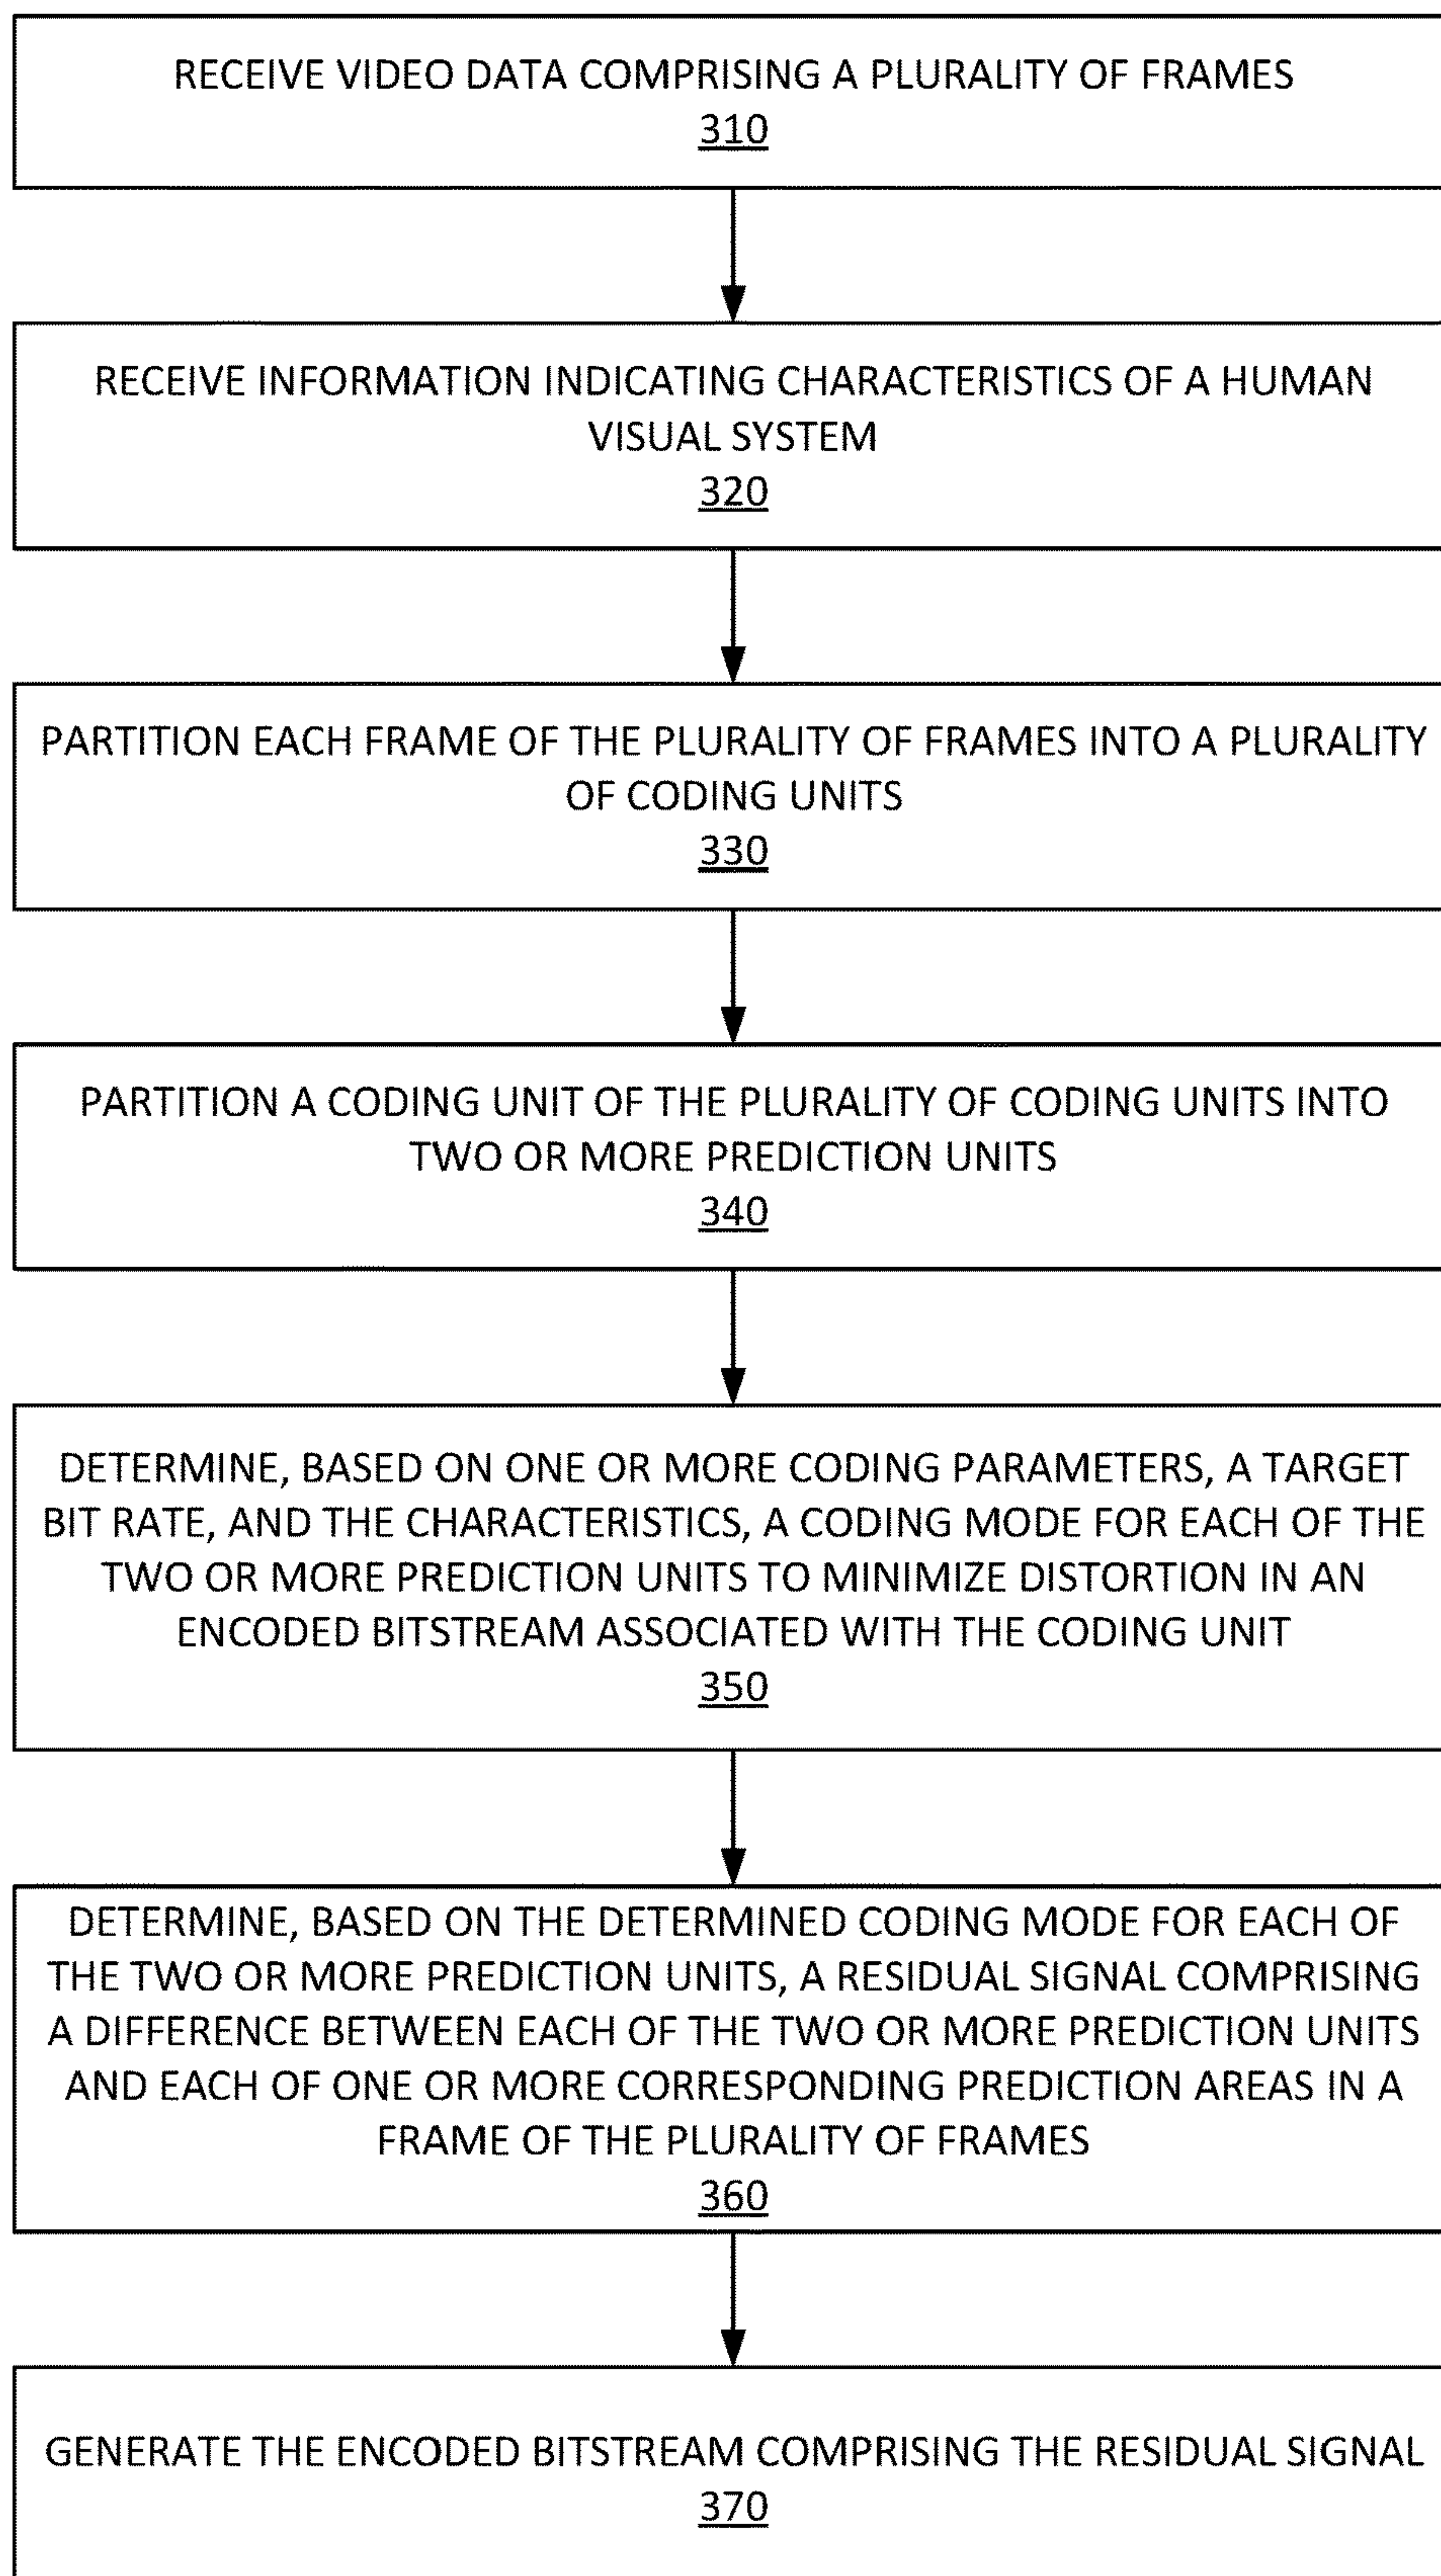 RECEIVE VIDEO DATA COMPRISING A PLURALITY OF FRAMES
310
RECEIVE INFORMATION INDICATING CHARACTERISTICS OF A HUMAN
VISUAL SYSTEM
320
PARTITION EACH FRAME OF THE PLURALITY OF FRAMES INTO A PLURALITY
OF CODING UNITS
330
PARTITION A CODING UNIT OF THE PLURALITY OF CODING UNITS INTO
TWO OR MORE PREDICTION UNITS
340
DETERMINE, BASED ON ONE OR MORE CODING PARAMETERS, A TARGET
BIT RATE, AND THE CHARACTERISTICS, A CODING MODE FOR EACH OF THE
TWO OR MORE PREDICTION UNITS TO MINIMIZE DISTORTION IN AN
ENCODED BITSTREAM ASSOCIATED WITH THE CODING UNIT
350
DETERMINE, BASED ON THE DETERMINED CODING MODE FOR EACH OF
THE TWO OR MORE PREDICTION UNITS, A RESIDUAL SIGNAL COMPRISING
A DIFFERENCE BETWEEN EACH OF THE TWO OR MORE PREDICTION UNITS
AND EACH OF ONE OR MORE CORRESPONDING PREDICTION AREAS IN A
FRAME OF THE PLURALITY OF FRAMES
360
GENERATE THE ENCODED BITSTREAM COMPRISING THE RESIDUAL SIGNAL
370